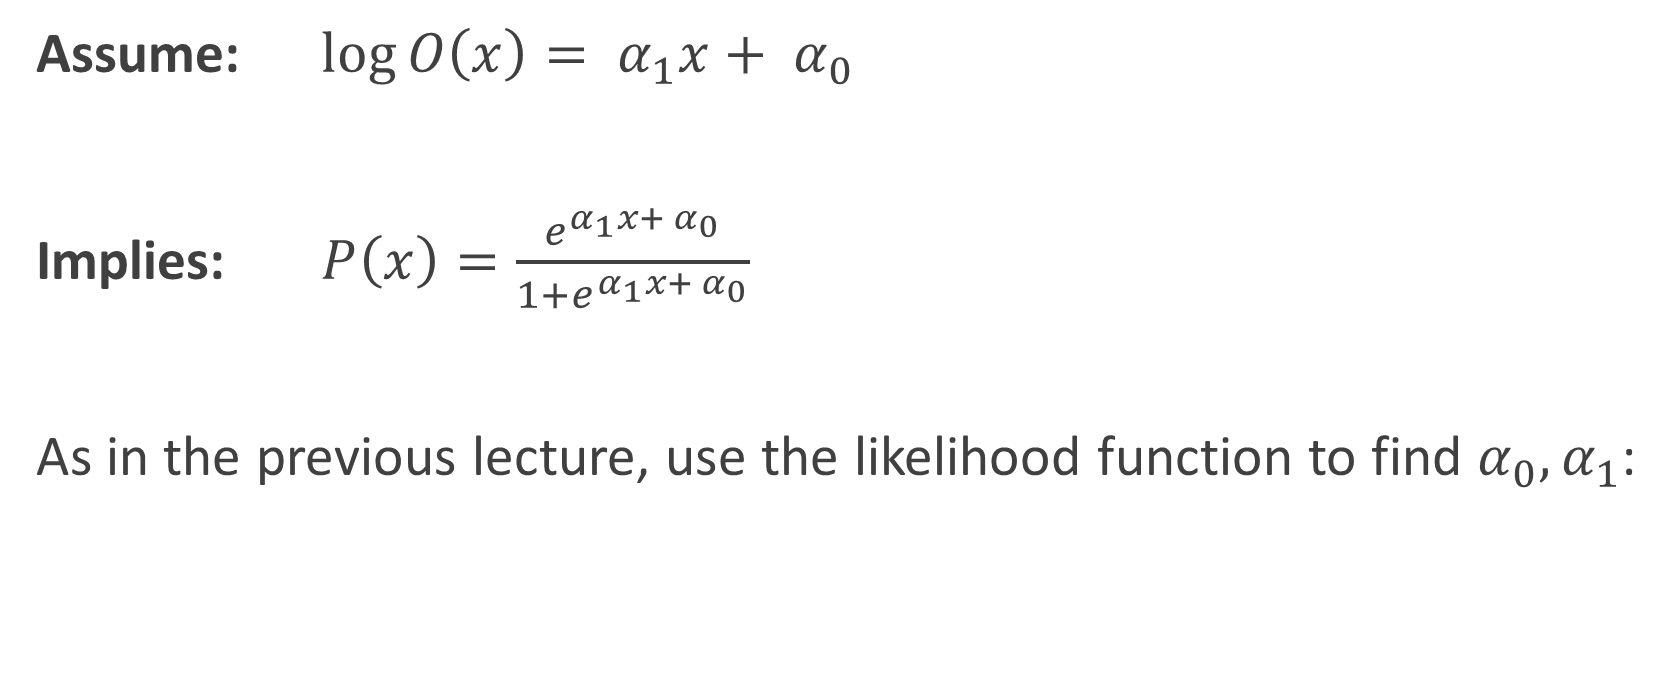 Assume: log O(x) = α₁x + α₀
Implies: P(x) = e^(α₁x + α₀) / (1+e^(α₁x + α₀))
As in the previous lecture, use the likelihood function to find α₀, α₁: